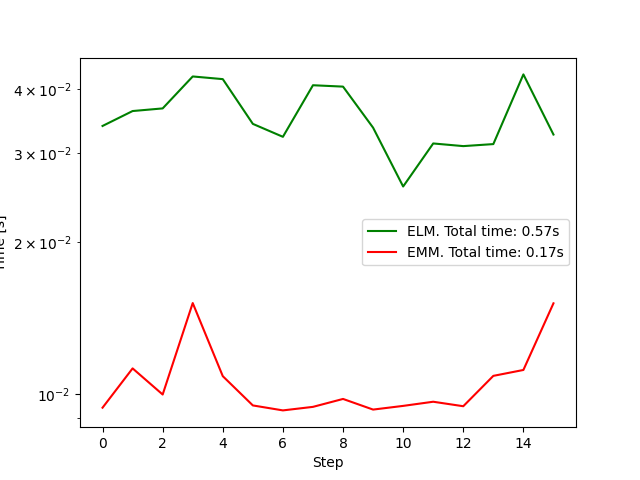 4 × 10⁻²
3 × 10⁻²
2 × 10⁻²
10⁻²
ELM. Total time: 0.57s
EMM. Total time: 0.17s
0 2 4 6 8 10 12 14
Step